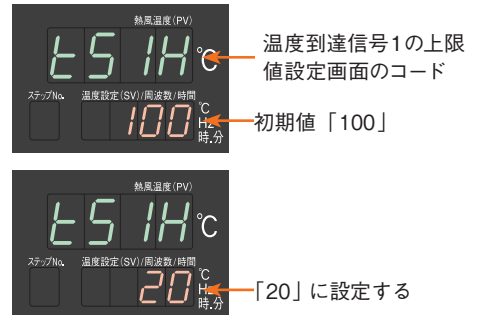 熱風温度(PV)
tS1H ℃
温度到達信号1の上限
値設定画面のコード
ステップNo. 温度設定(SV)/周波数/時間
100 ℃
Hz
時.分
初期値「100」
熱風温度(PV)
tS1H ℃
ステップNo. 温度設定(SV)/周波数/時間
20 ℃
Hz
時.分
「20」に設定する